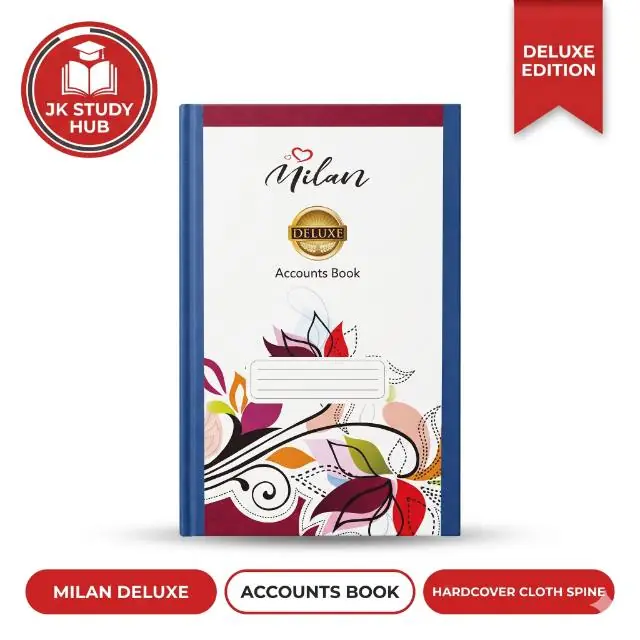 JK STUDY
HUB
DELUXE
EDITION
Milan
DELUXE
Accounts Book
MILAN DELUXE
ACCOUNTS BOOK
HARDCOVER CLOTH SPINE